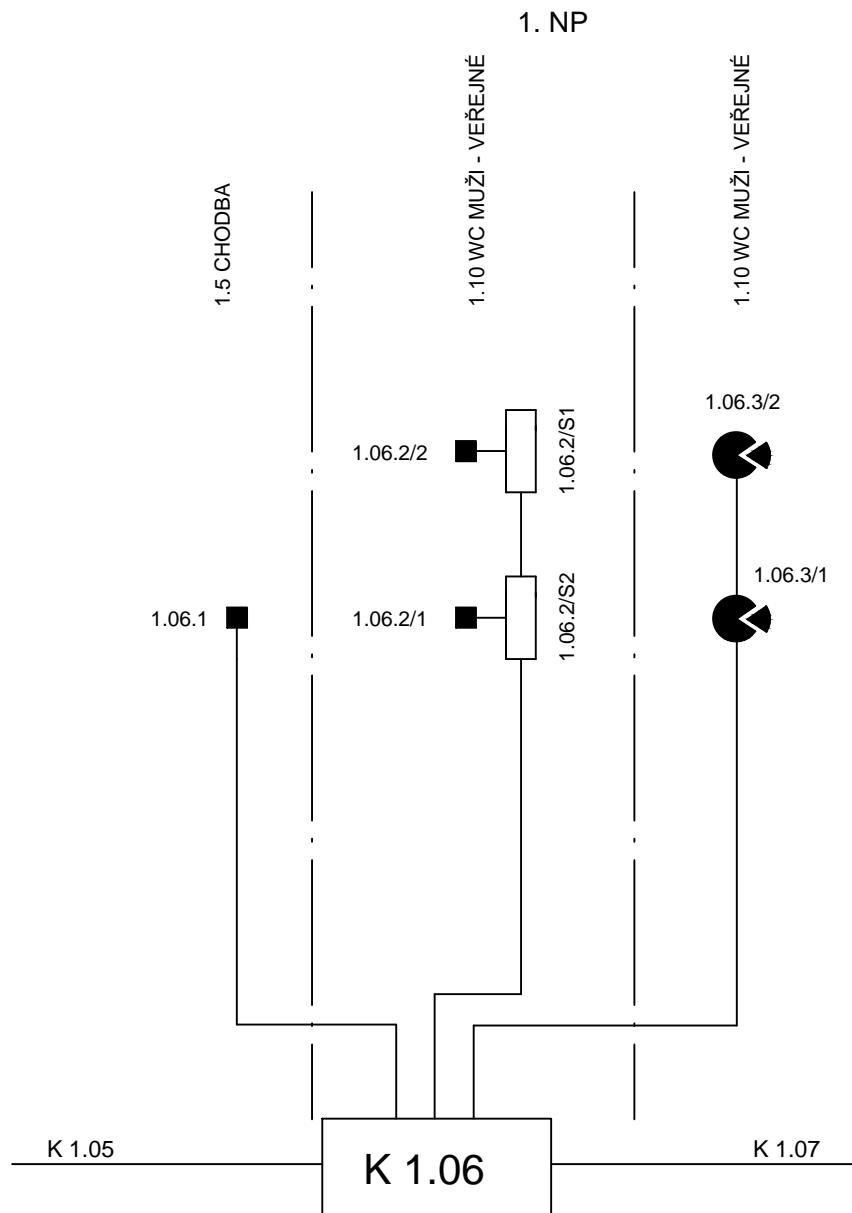 1. NP
1.5 CHODBA
1.10 WC MUŽI - VEŘEJNÉ
1.10 WC MUŽI - VEŘEJNÉ
1.06.3/2
1.06.2/2
1.06.2/S1
1.06.3/1
1.06.1
1.06.2/1
1.06.2/S2
K 1.05
K 1.06
K 1.07